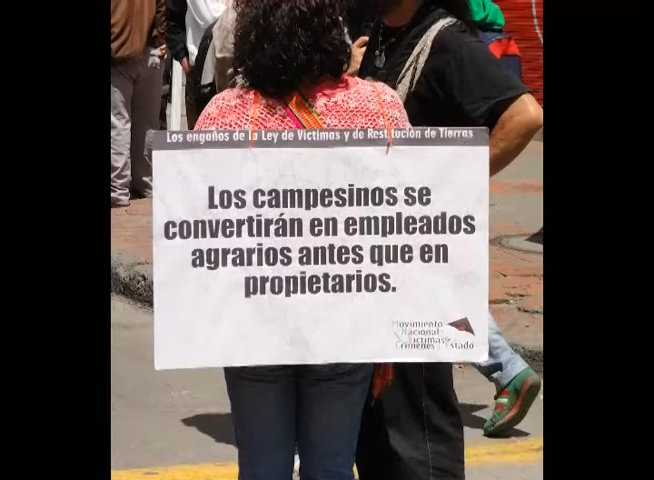 Los engaños de la Ley de Víctimas y de Restitución de Tierras
Los campesinos se
convertirán en empleados
agrarios antes que en
propietarios.
Movimiento
Nacional
Víctimas
Crímenes Estado